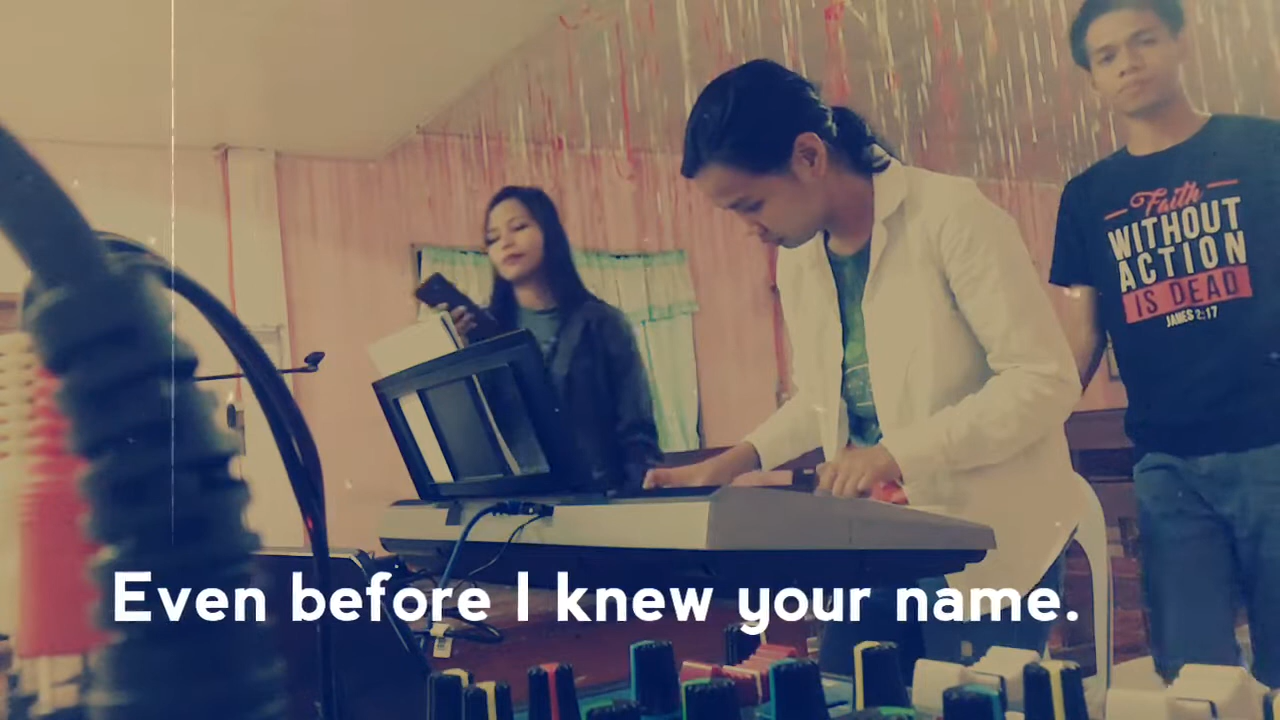 Faith
WITHOUT
ACTION
IS DEAD
JAMES 2:17
Even before I knew your name.